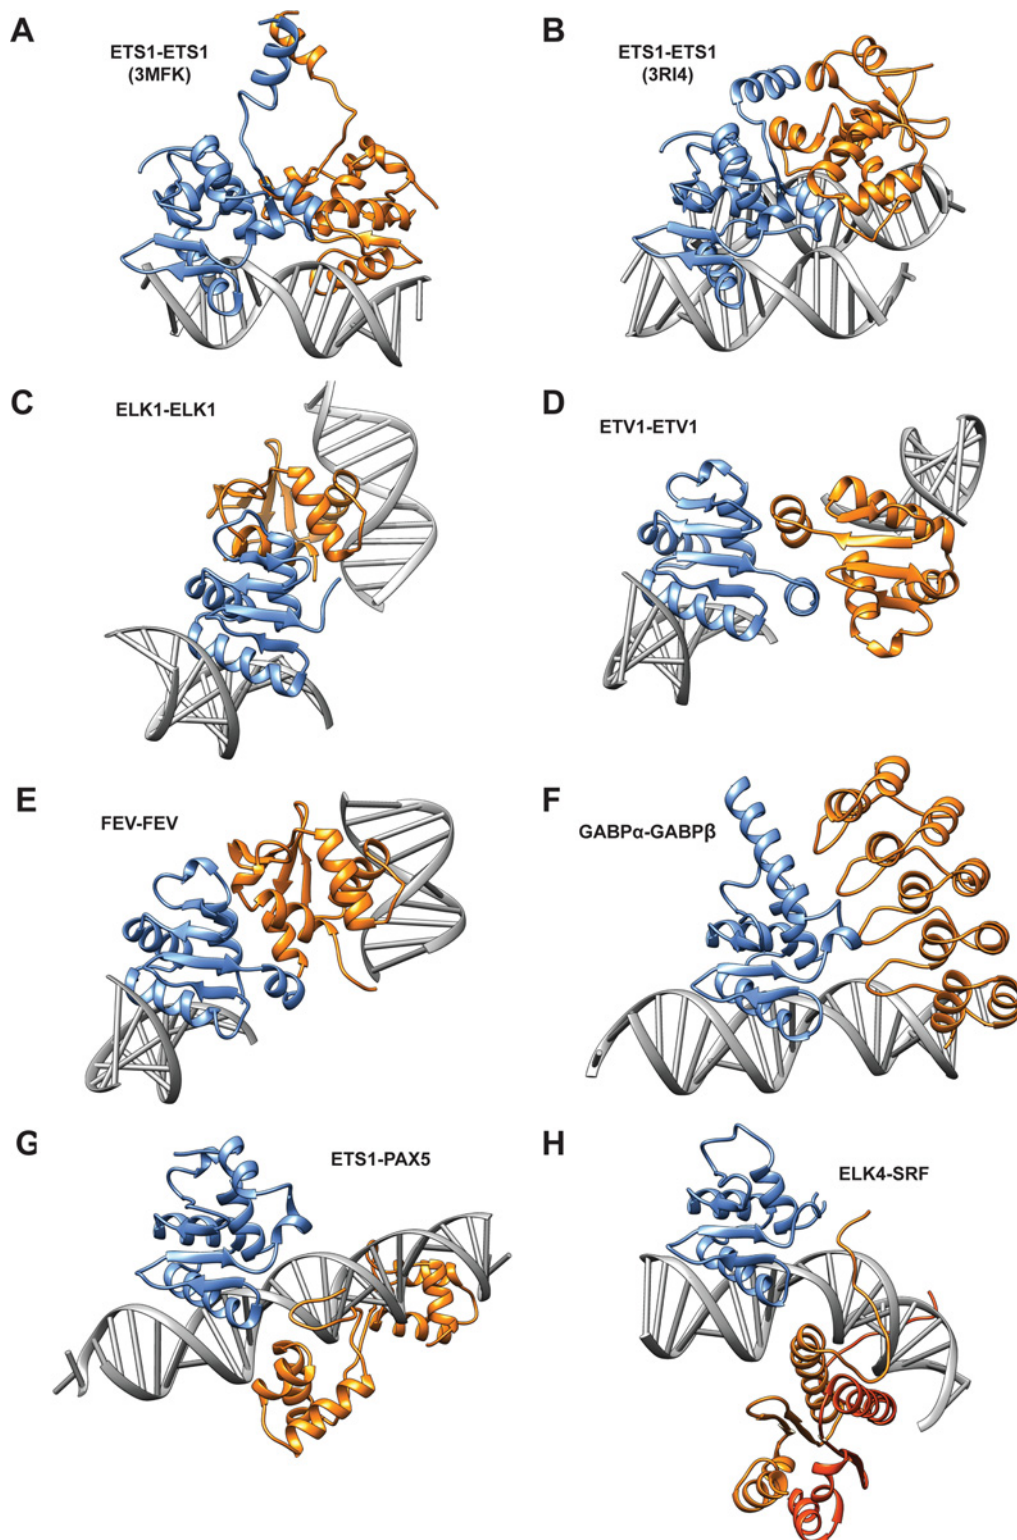 A
ETS1-ETS1
(3MFK)
B
ETS1-ETS1
(3RI4)
C
ELK1-ELK1
D
ETV1-ETV1
E
FEV-FEV
F
GABPα-GABPβ
G
ETS1-PAX5
H
ELK4-SRF